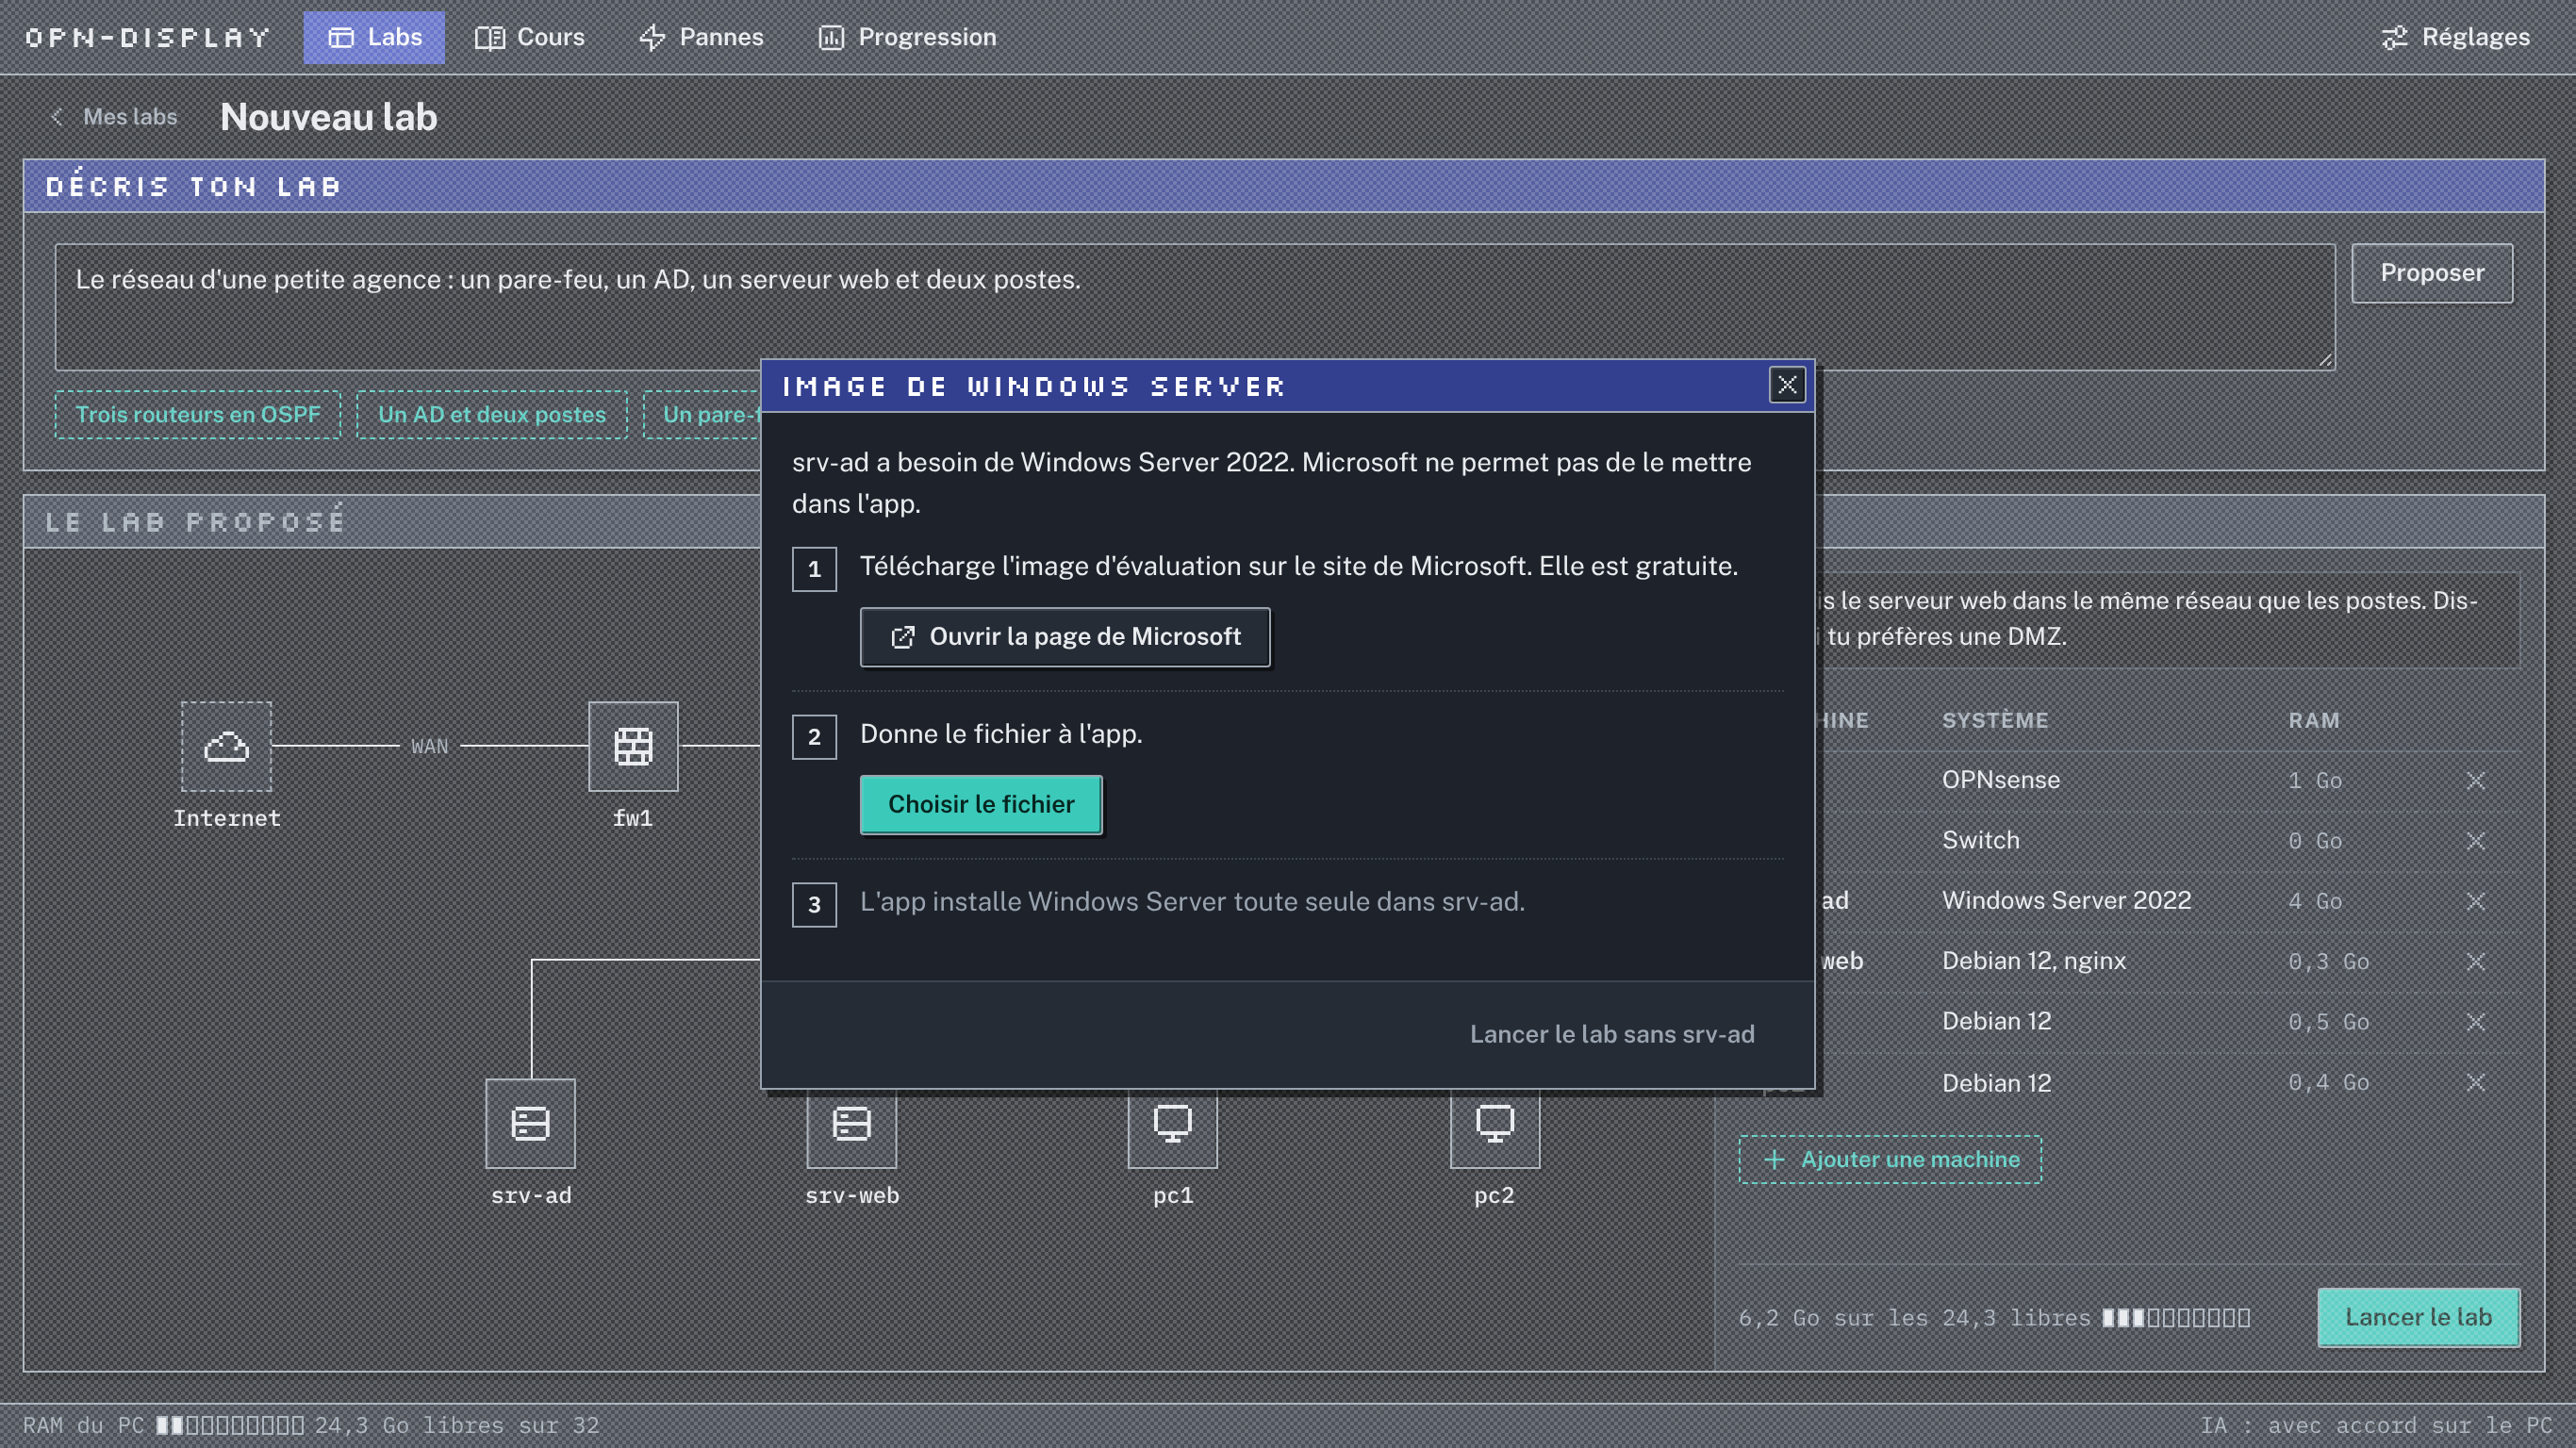 OPN-DISPLAY
Labs
Cours
Pannes
Progression
Réglages
Mes labs
Nouveau lab
DÉCRIS TON LAB
Le réseau d'une petite agence : un pare-feu, un AD, un serveur web et deux postes.
Proposer
Trois routeurs en OSPF
Un AD et deux postes
Un pare-f
IMAGE DE WINDOWS SERVER
srv-ad a besoin de Windows Server 2022. Microsoft ne permet pas de le mettre
dans l'app.
1 Télécharge l'image d'évaluation sur le site de Microsoft. Elle est gratuite.
Ouvrir la page de Microsoft
2 Donne le fichier à l'app.
Choisir le fichier
3 L'app installe Windows Server toute seule dans srv-ad.
Lancer le lab sans srv-ad
LE LAB PROPOSÉ
Internet
WAN
fw1
srv-ad
srv-web
pc1
pc2
is le serveur web dans le même réseau que les postes. Dis-
i tu préfères une DMZ.
HINE SYSTÈME RAM
OPNsense 1 Go
Switch 0 Go
ad Windows Server 2022 4 Go
web Debian 12, nginx 0,3 Go
Debian 12 0,5 Go
Debian 12 0,4 Go
Ajouter une machine
6,2 Go sur les 24,3 libres
Lancer le lab
RAM du PC 24,3 Go libres sur 32
IA : avec accord sur le PC